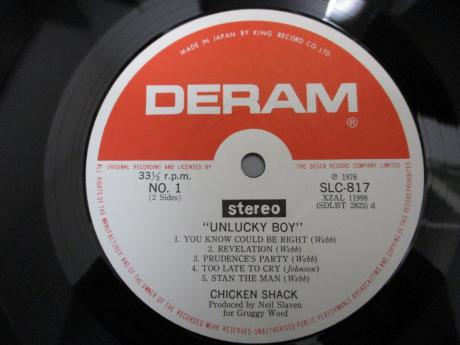 MADE IN JAPAN BY KING RECORD CO. LTD.
DERAM
®
ORIGINAL RECORDING AND LICENSED BY THE DECCA RECORD COMPANY LIMITED
33⅓ r.p.m.
NO. 1
(2 Sides)
℗ 1976
SLC-817
XZAL 11998
(SDLBT 2825) d
stereo
"UNLUCKY BOY"
1. YOU KNOW COULD BE RIGHT (Webb)
2. REVELATION (Webb)
3. PRUDENCE'S PARTY (Webb)
4. TOO LATE TO CRY (Johnson)
5. STAN THE MAN (Webb)
CHICKEN SHACK
Produced by Neil Slaven
for Gruggy Woof
ALL RIGHTS OF THE MANUFACTURER AND OF THE OWNER OF THE RECORDED WORK RESERVED-UNAUTHORISED PUBLIC PERFORMANCE BROADCASTING AND COPYING OF THIS RECORD PROHIBITED